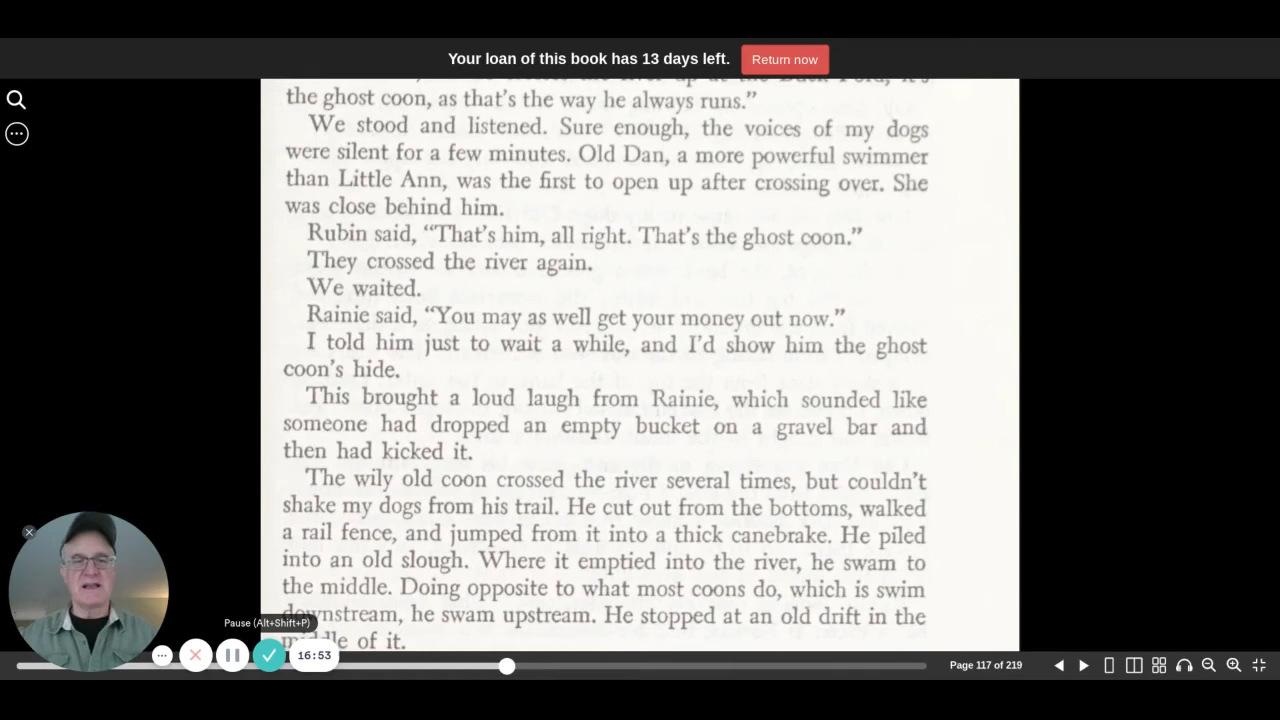 Your loan of this book has 13 days left. Return now
the ghost coon, as that's the way he always runs.”
We stood and listened. Sure enough, the voices of my dogs
were silent for a few minutes. Old Dan, a more powerful swimmer
than Little Ann, was the first to open up after crossing over. She
was close behind him.
Rubin said, “That's him, all right. That's the ghost coon.”
They crossed the river again.
We waited.
Rainie said, “You may as well get your money out now.”
I told him just to wait a while, and I'd show him the ghost
coon's hide.
This brought a loud laugh from Rainie, which sounded like
someone had dropped an empty bucket on a gravel bar and
then had kicked it.
The wily old coon crossed the river several times, but couldn't
shake my dogs from his trail. He cut out from the bottoms, walked
a rail fence, and jumped from it into a thick canebrake. He piled
into an old slough. Where it emptied into the river, he swam to
the middle. Doing opposite to what most coons do, which is swim
downstream, he swam upstream. He stopped at an old drift in the
middle of it.
Pause (Alt+Shift+P)
16:53
Page 117 of 219